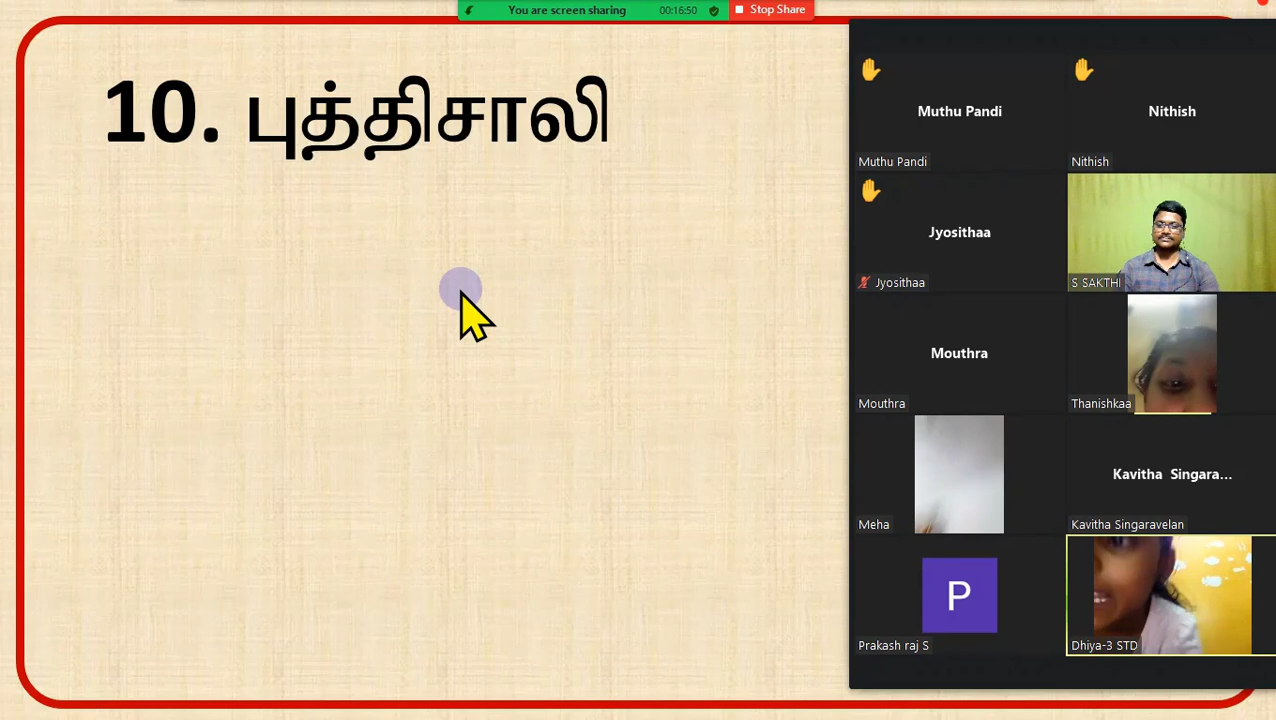 You are screen sharing 00:16:50 Stop Share
10. புத்திசாலி
Muthu Pandi
Muthu Pandi
Nithish
Nithish
Jyosithaa
Jyosithaa
S SAKTHI
Mouthra
Mouthra
Thanishkaa
Meha
Kavitha Singara...
Kavitha Singaravelan
P
Prakash raj S
Dhiya-3 STD